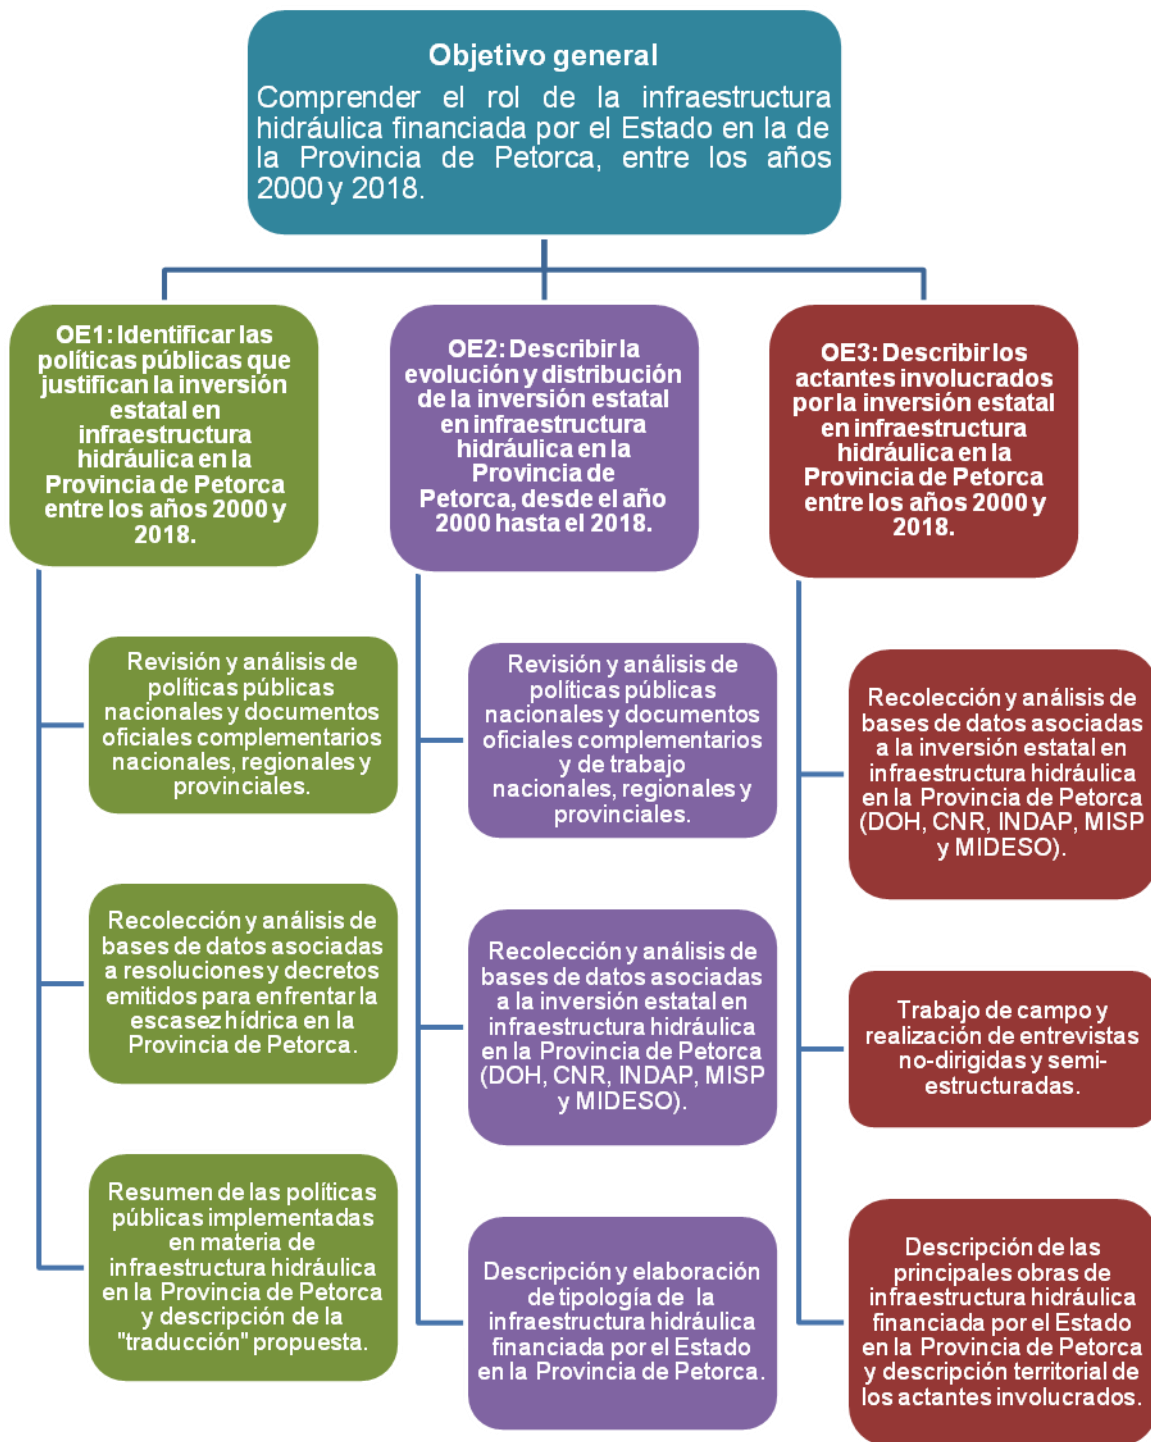 Objetivo general
Comprender el rol de la infraestructura
hidráulica financiada por el Estado en la de
la Provincia de Petorca, entre los años
2000 y 2018.
OE1: Identificar las
políticas públicas que
justifican la inversión
estatal en
infraestructura
hidráulica en la
Provincia de Petorca
entre los años 2000 y
2018.
Revisión y análisis de
políticas públicas
nacionales y documentos
oficiales complementarios
nacionales, regionales y
provinciales.
Recolección y análisis de
bases de datos asociadas
a resoluciones y decretos
emitidos para enfrentar la
escasez hídrica en la
Provincia de Petorca.
Resumen de las políticas
públicas implementadas
en materia de
infraestructura hidráulica
en la Provincia de Petorca
y descripción de la
"traducción" propuesta.
OE2: Describir la
evolución y distribución
de la inversión estatal
en infraestructura
hidráulica en la
Provincia de
Petorca, desde el año
2000 hasta el 2018.
Revisión y análisis de
políticas públicas
nacionales y documentos
oficiales complementarios
y de trabajo
nacionales, regionales y
provinciales.
Recolección y análisis de
bases de datos asociadas
a la inversión estatal en
infraestructura hidráulica
en la Provincia de Petorca
(DOH, CNR, INDAP, MISP
y MIDESO).
Descripción y elaboración
de tipología de la
infraestructura hidráulica
financiada por el Estado
en la Provincia de Petorca.
OE3: Describir los
actantes involucrados
por la inversión estatal
en infraestructura
hidráulica en la
Provincia de Petorca
entre los años 2000 y
2018.
Recolección y análisis de
bases de datos asociadas
a la inversión estatal en
infraestructura hidráulica
en la Provincia de Petorca
(DOH, CNR, INDAP, MISP
y MIDESO).
Trabajo de campo y
realización de entrevistas
no-dirigidas y semi-
estructuradas.
Descripción de las
principales obras de
infraestructura hidráulica
financiada por el Estado
en la Provincia de Petorca
y descripción territorial de
los actantes involucrados.